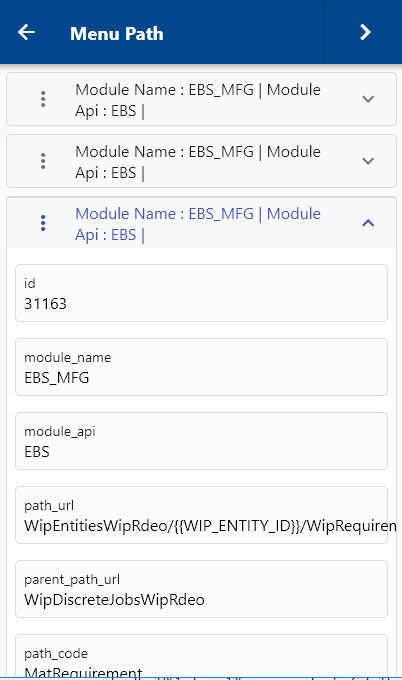 Menu Path
Module Name : EBS_MFG | Module
Api : EBS |
Module Name : EBS_MFG | Module
Api : EBS |
Module Name : EBS_MFG | Module
Api : EBS |
id
31163
module_name
EBS_MFG
module_api
EBS
path_url
WipEntitiesWipRdeo/{{WIP_ENTITY_ID}}/WipRequirem
parent_path_url
WipDiscreteJobsWipRdeo
path_code
MatRequirement